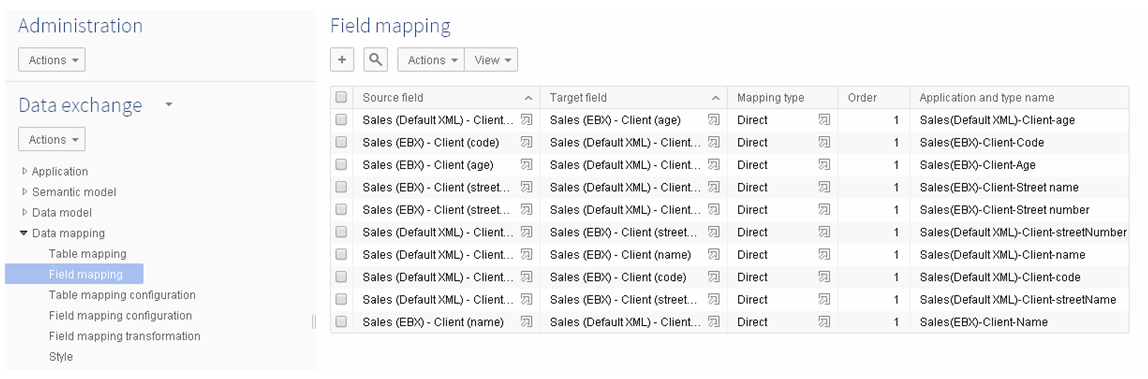 Administration
Actions
Data exchange
Actions
Application
Semantic model
Data model
Data mapping
Table mapping
Field mapping
Table mapping configuration
Field mapping configuration
Field mapping transformation
Style
Field mapping
+ Actions View
Source field Target field Mapping type Order Application and type name
Sales (Default XML) - Client... Sales (EBX) - Client (age) Direct 1 Sales(Default XML)-Client-age
Sales (EBX) - Client (code) Sales (Default XML) - Client... Direct 1 Sales(EBX)-Client-Code
Sales (EBX) - Client (age) Sales (Default XML) - Client... Direct 1 Sales(EBX)-Client-Age
Sales (EBX) - Client (street... Sales (Default XML) - Client... Direct 1 Sales(EBX)-Client-Street name
Sales (EBX) - Client (street... Sales (Default XML) - Client... Direct 1 Sales(EBX)-Client-Street number
Sales (Default XML) - Client... Sales (EBX) - Client (street... Direct 1 Sales(Default XML)-Client-streetNumber
Sales (Default XML) - Client... Sales (EBX) - Client (name) Direct 1 Sales(Default XML)-Client-name
Sales (Default XML) - Client... Sales (EBX) - Client (code) Direct 1 Sales(Default XML)-Client-code
Sales (Default XML) - Client... Sales (EBX) - Client (street... Direct 1 Sales(Default XML)-Client-streetName
Sales (EBX) - Client (name) Sales (Default XML) - Client... Direct 1 Sales(EBX)-Client-Name